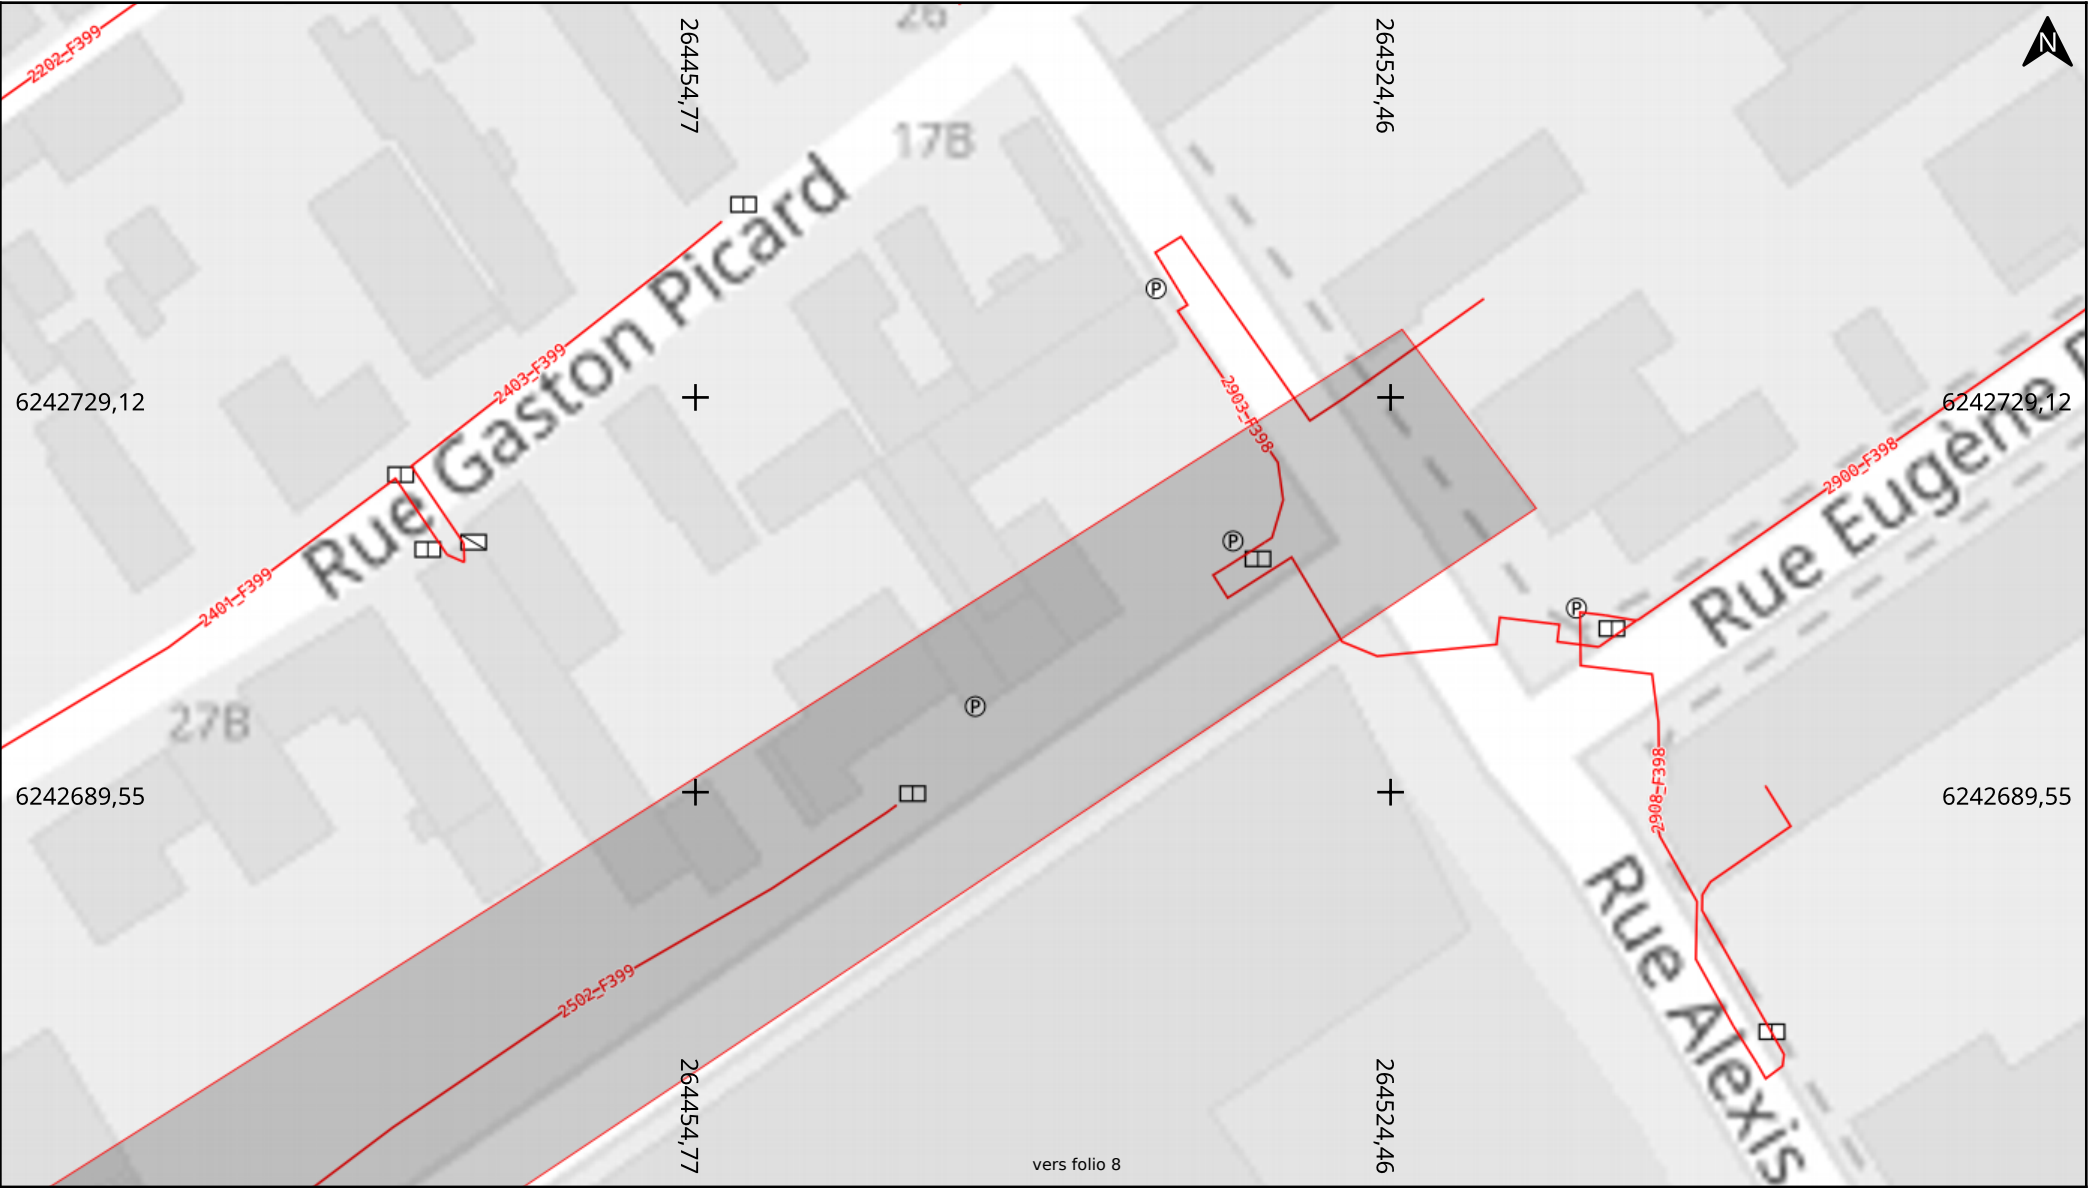 26
N
2202_F399
264454,77
264524,46
17B
Rue Gaston Picard
2403_F399
P
2903_F398
6242729,12
6242729,12
2900_F398
Rue Eugène
2401_F399
P
P
27B
P
2908_F398
6242689,55
6242689,55
Rue Alexis
2502_F399
264454,77
264524,46
vers folio 8